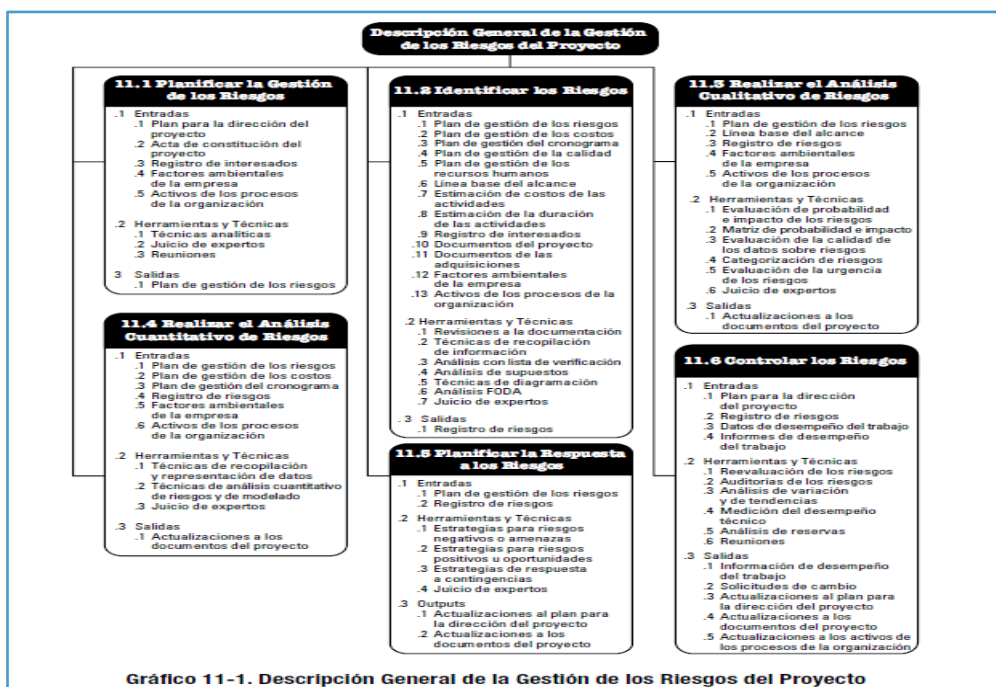 Descripción General de la Gestión
de los Riesgos del Proyecto
11.1 Planificar la Gestión
de los Riesgos
.1 Entradas
.1 Plan para la dirección del
proyecto
.2 Acta de constitución del
proyecto
.3 Registro de interesados
.4 Factores ambientales
de la empresa
.5 Activos de los procesos
de la organización
.2 Herramientas y Técnicas
.1 Técnicas analíticas
.2 Juicio de expertos
.3 Reuniones
3 Salidas
.1 Plan de gestión de los riesgos
11.2 Identificar los Riesgos
.1 Entradas
.1 Plan de gestión de los riesgos
.2 Plan de gestión de los costos
.3 Plan de gestión del cronograma
.4 Plan de gestión de la calidad
.5 Plan de gestión de los
recursos humanos
.6 Línea base del alcance
.7 Estimación de costos de las
actividades
.8 Estimación de la duración
de las actividades
.9 Registro de interesados
.10 Documentos del proyecto
.11 Documentos de las
adquisiciones
.12 Factores ambientales
de la empresa
.13 Activos de los procesos de la
organización
.2 Herramientas y Técnicas
.1 Revisiones a la documentación
.2 Técnicas de recopilación
de información
.3 Análisis con lista de verificación
.4 Análisis de supuestos
.5 Técnicas de diagramación
.6 Análisis FODA
.7 Juicio de expertos
. 3 Salidas
.1 Registro de riesgos
11.3 Realizar el Análisis
Cualitativo de Riesgos
.1 Entradas
.1 Plan de gestión de los riesgos
.2 Línea base del alcance
.3 Registro de riesgos
.4 Factores ambientales de
la empresa
.5 Activos de los procesos de
la organización
.2 Herramientas y Técnicas
.1 Evaluación de probabilidad
e impacto de los riesgos
.2 Matriz de probabilidad e impacto
.3 Evaluación de la calidad de
los datos sobre riesgos
.4 Categorización de riesgos
.5 Evaluación de la urgencia
de los riesgos
.6 Juicio de expertos
.3 Salidas
.1 Actualizaciones a los
documentos del proyecto
11.4 Realizar el Análisis
Cuantitativo de Riesgos
.1 Entradas
.1 Plan de gestión de los riesgos
.2 Plan de gestión de los costos
.3 Plan de gestión del cronograma
.4 Registro de riesgos
.5 Factores ambientales
de la empresa
.6 Activos de los procesos
de la organización
.2 Herramientas y Técnicas
.1 Técnicas de recopilación
y representación de datos
.2 Técnicas de análisis cuantitativo
de riesgos y de modelado
.3 Juicio de expertos
.3 Salidas
.1 Actualizaciones a los
documentos del proyecto
11.5 Planificar la Respuesta
a los Riesgos
.1 Entradas
.1 Plan de gestión de los riesgos
.2 Registro de riesgos
.2 Herramientas y Técnicas
.1 Estrategias para riesgos
negativos o amenazas
.2 Estrategias para riesgos
positivos u oportunidades
.3 Estrategias de respuesta
a contingencias
.4 Juicio de expertos
.3 Outputs
.1 Actualizaciones al plan para
la dirección del proyecto
.2 Actualizaciones a los
documentos del proyecto
11.6 Controlar los Riesgos
.1 Entradas
.1 Plan para la dirección
del proyecto
.2 Registro de riesgos
.3 Datos de desempeño del trabajo
.4 Informes de desempeño
del trabajo
.2 Herramientas y Técnicas
.1 Reevaluación de los riesgos
.2 Auditorías de los riesgos
.3 Análisis de variación
y de tendencias
.4 Medición del desempeño
técnico
.5 Análisis de reservas
.6 Reuniones
.3 Salidas
.1 Información de desempeño
del trabajo
.2 Solicitudes de cambio
.3 Actualizaciones al plan para
la dirección del proyecto
.4 Actualizaciones a los
documentos del proyecto
.5 Actualizaciones a los activos de
los procesos de la organización
Gráfico 11-1. Descripción General de la Gestión de los Riesgos del Proyecto